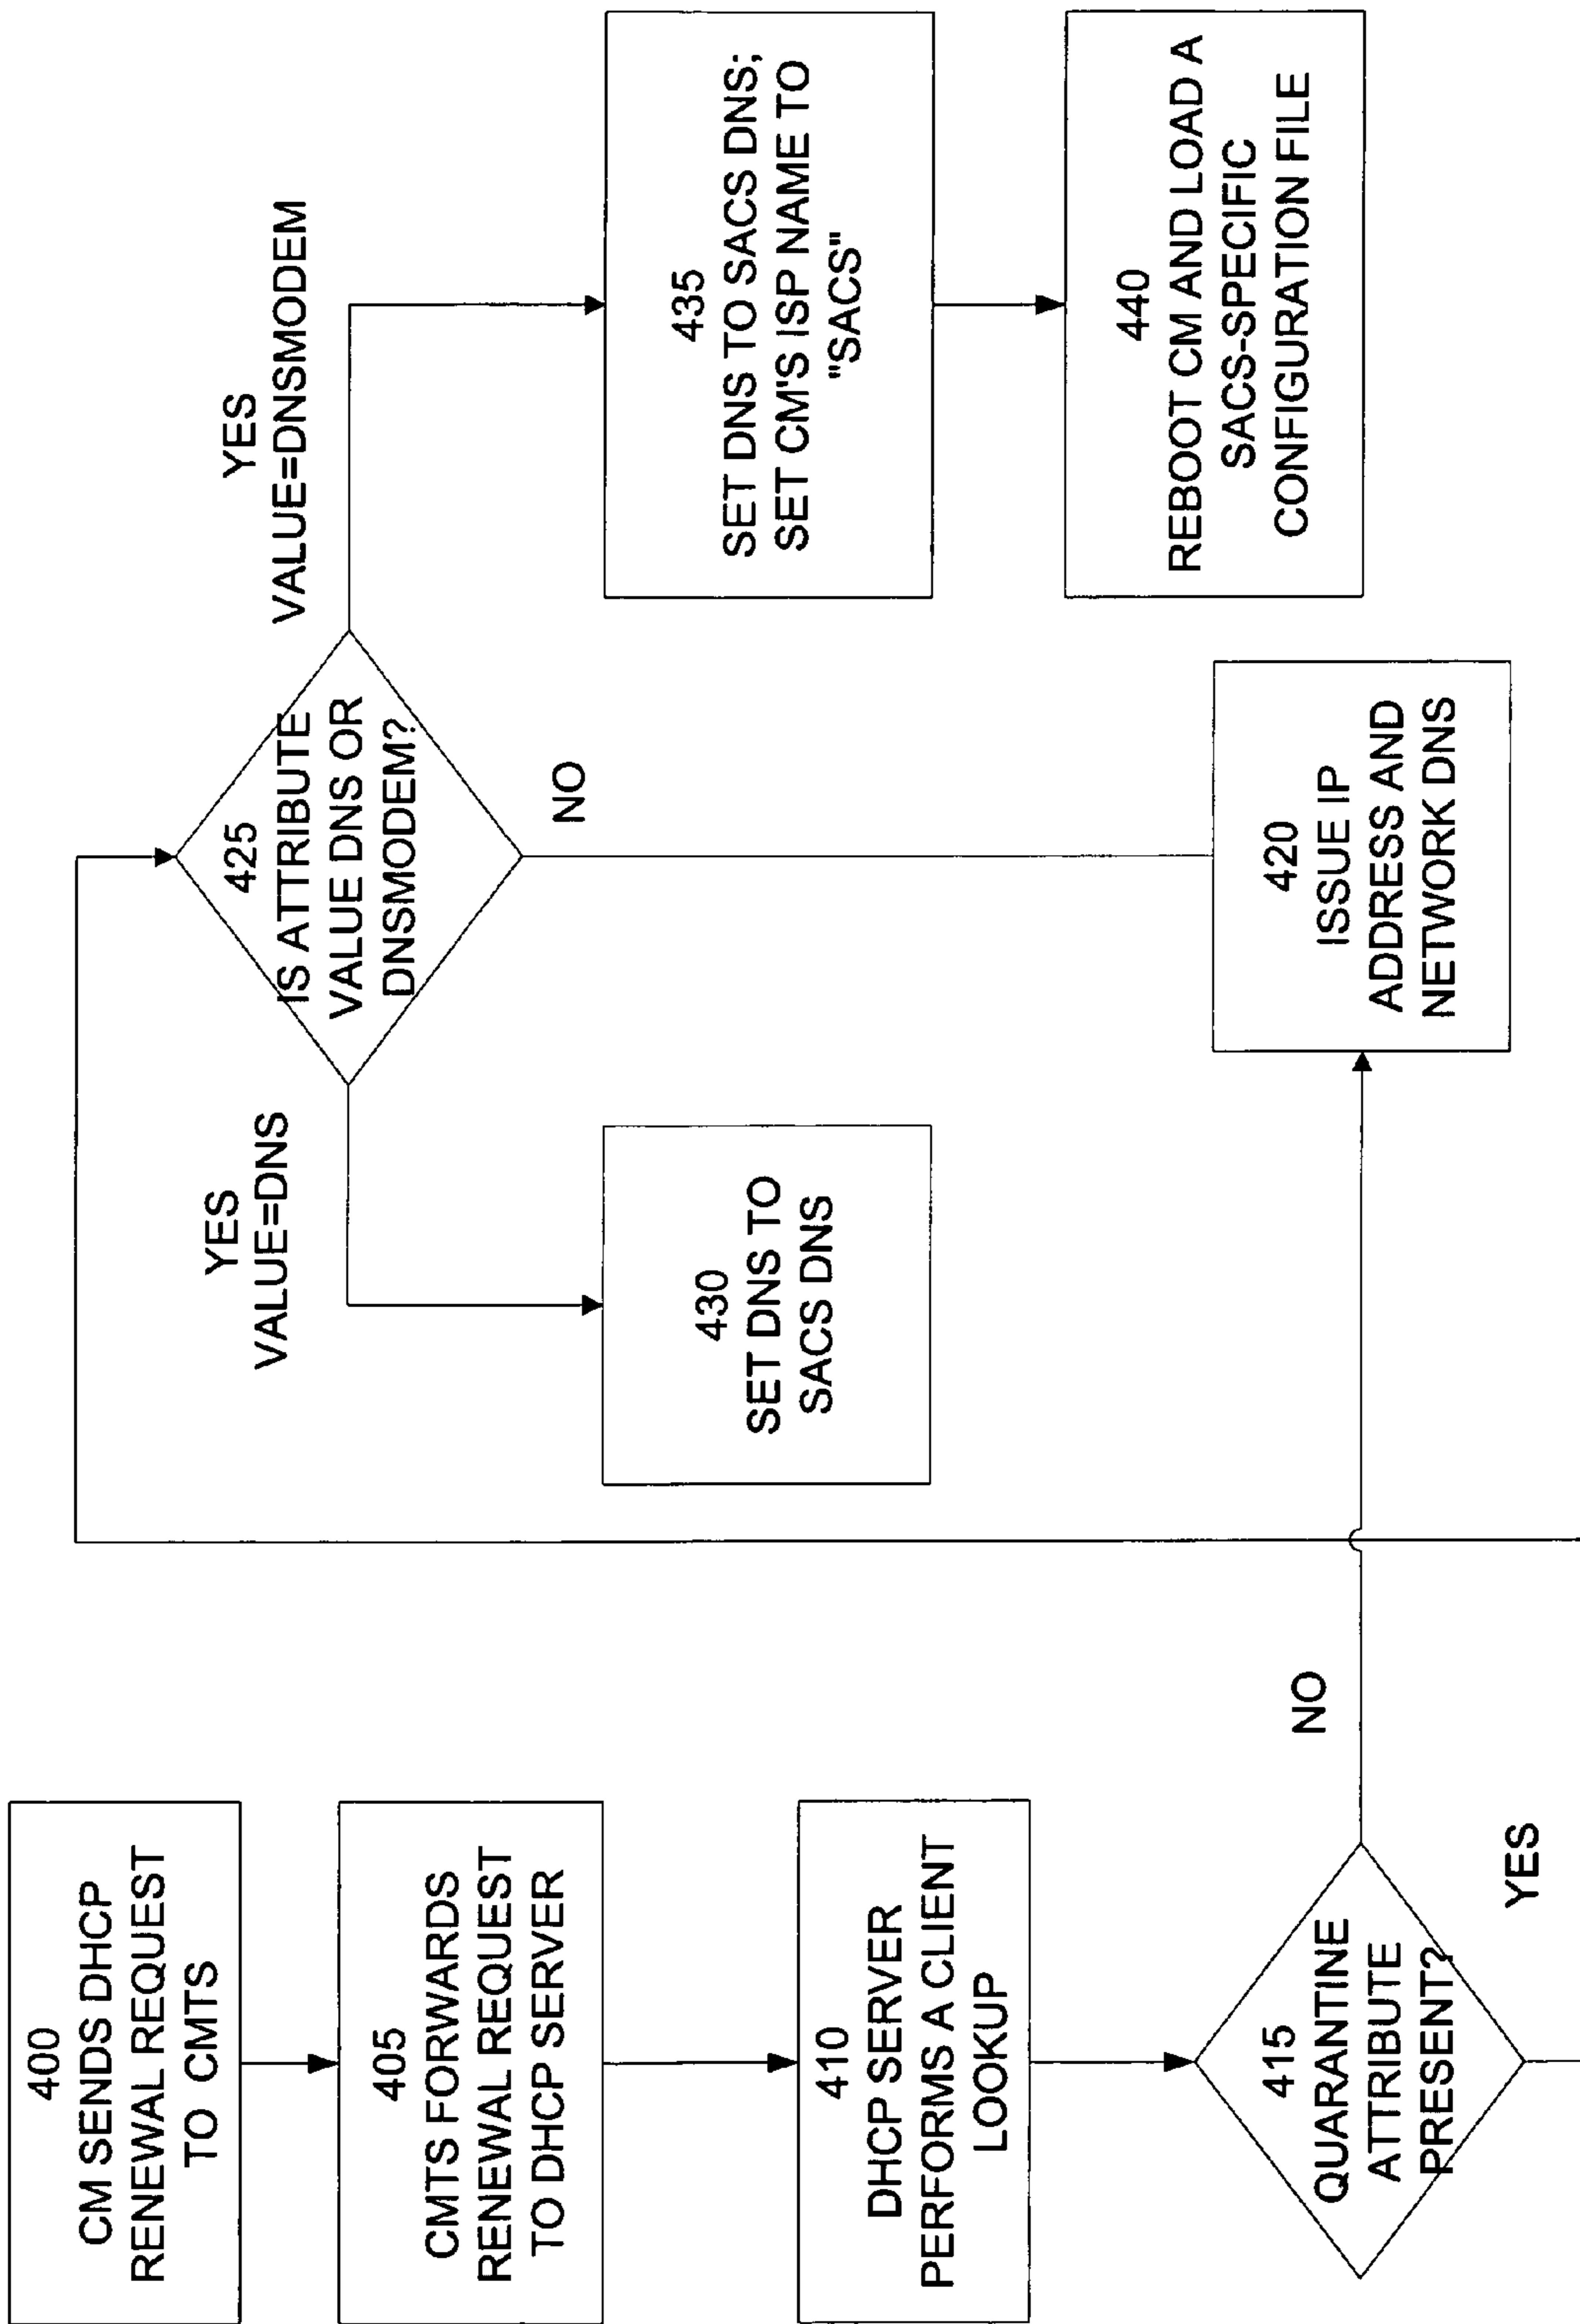 400
CM SENDS DHCP
RENEWAL REQUEST
TO CMTS
405
CMTS FORWARDS
RENEWAL REQUEST
TO DHCP SERVER
410
DHCP SERVER
PERFORMS A CLIENT
LOOKUP
415
QUARANTINE
ATTRIBUTE
PRESENT?
NO
YES
420
ISSUE IP
ADDRESS AND
NETWORK DNS
425
IS ATTRIBUTE
VALUE DNS OR
DNSMODEM?
NO
YES
VALUE=DNS
430
SET DNS TO
SACS DNS
YES
VALUE=DNSMODEM
435
SET DNS TO SACS DNS;
SET CM'S ISP NAME TO
"SACS"
440
REBOOT CM AND LOAD A
SACS-SPECIFIC
CONFIGURATION FILE